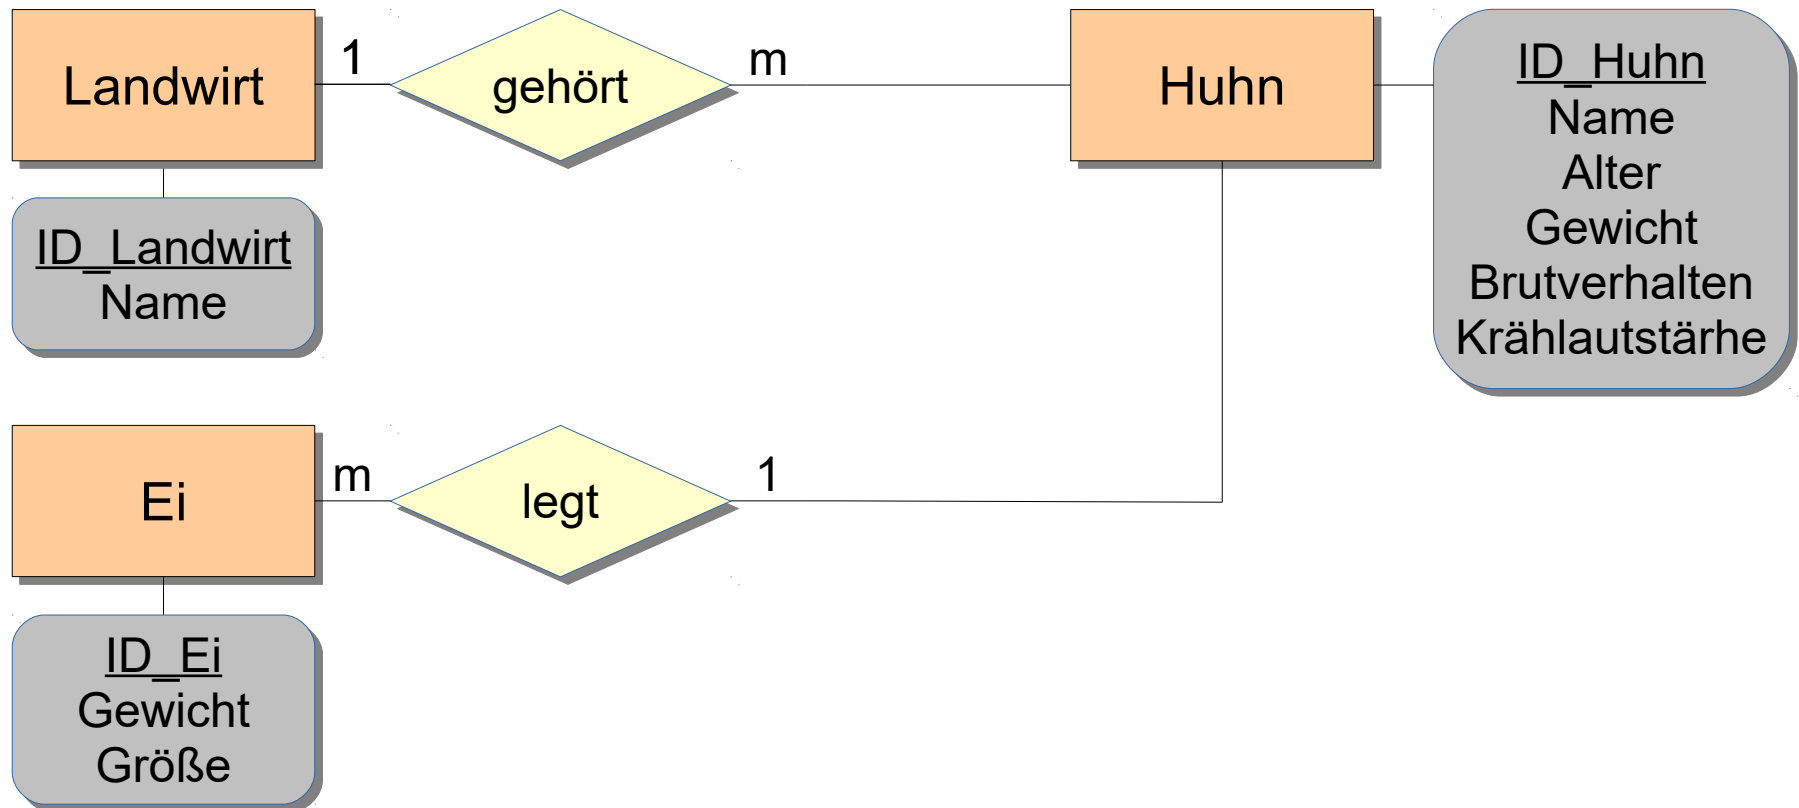 Landwirt
1
gehört
m
Huhn
ID_Huhn
Name
Alter
Gewicht
Brutverhalten
Krählautstärhe
ID_Landwirt
Name
Ei
m
legt
1
ID_Ei
Gewicht
Größe